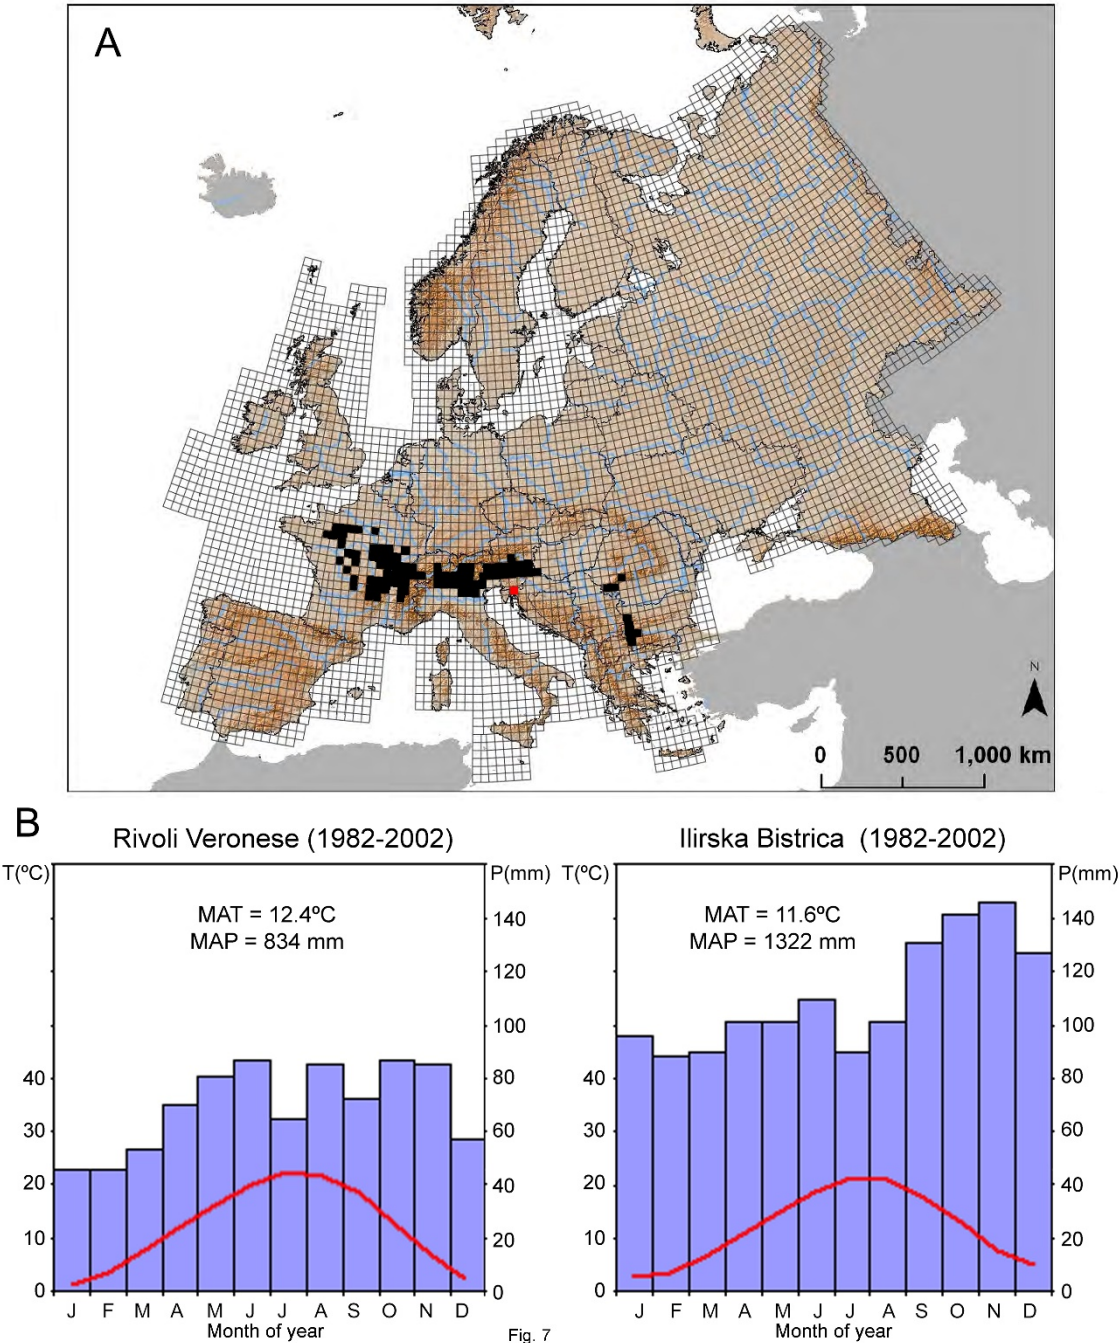 A
N
0 500 1,000 km
B
Rivoli Veronese (1982-2002)
T(ºC)
P(mm)
MAT = 12.4ºC
MAP = 834 mm
140
120
100
40
80
30
60
20
40
10
20
0
0
J F M A M J J A S O N D
Month of year
Ilirska Bistrica (1982-2002)
T(ºC)
P(mm)
MAT = 11.6ºC
MAP = 1322 mm
140
120
100
40
80
30
60
20
40
10
20
0
0
J F M A M J J A S O N D
Month of year
Fig. 7